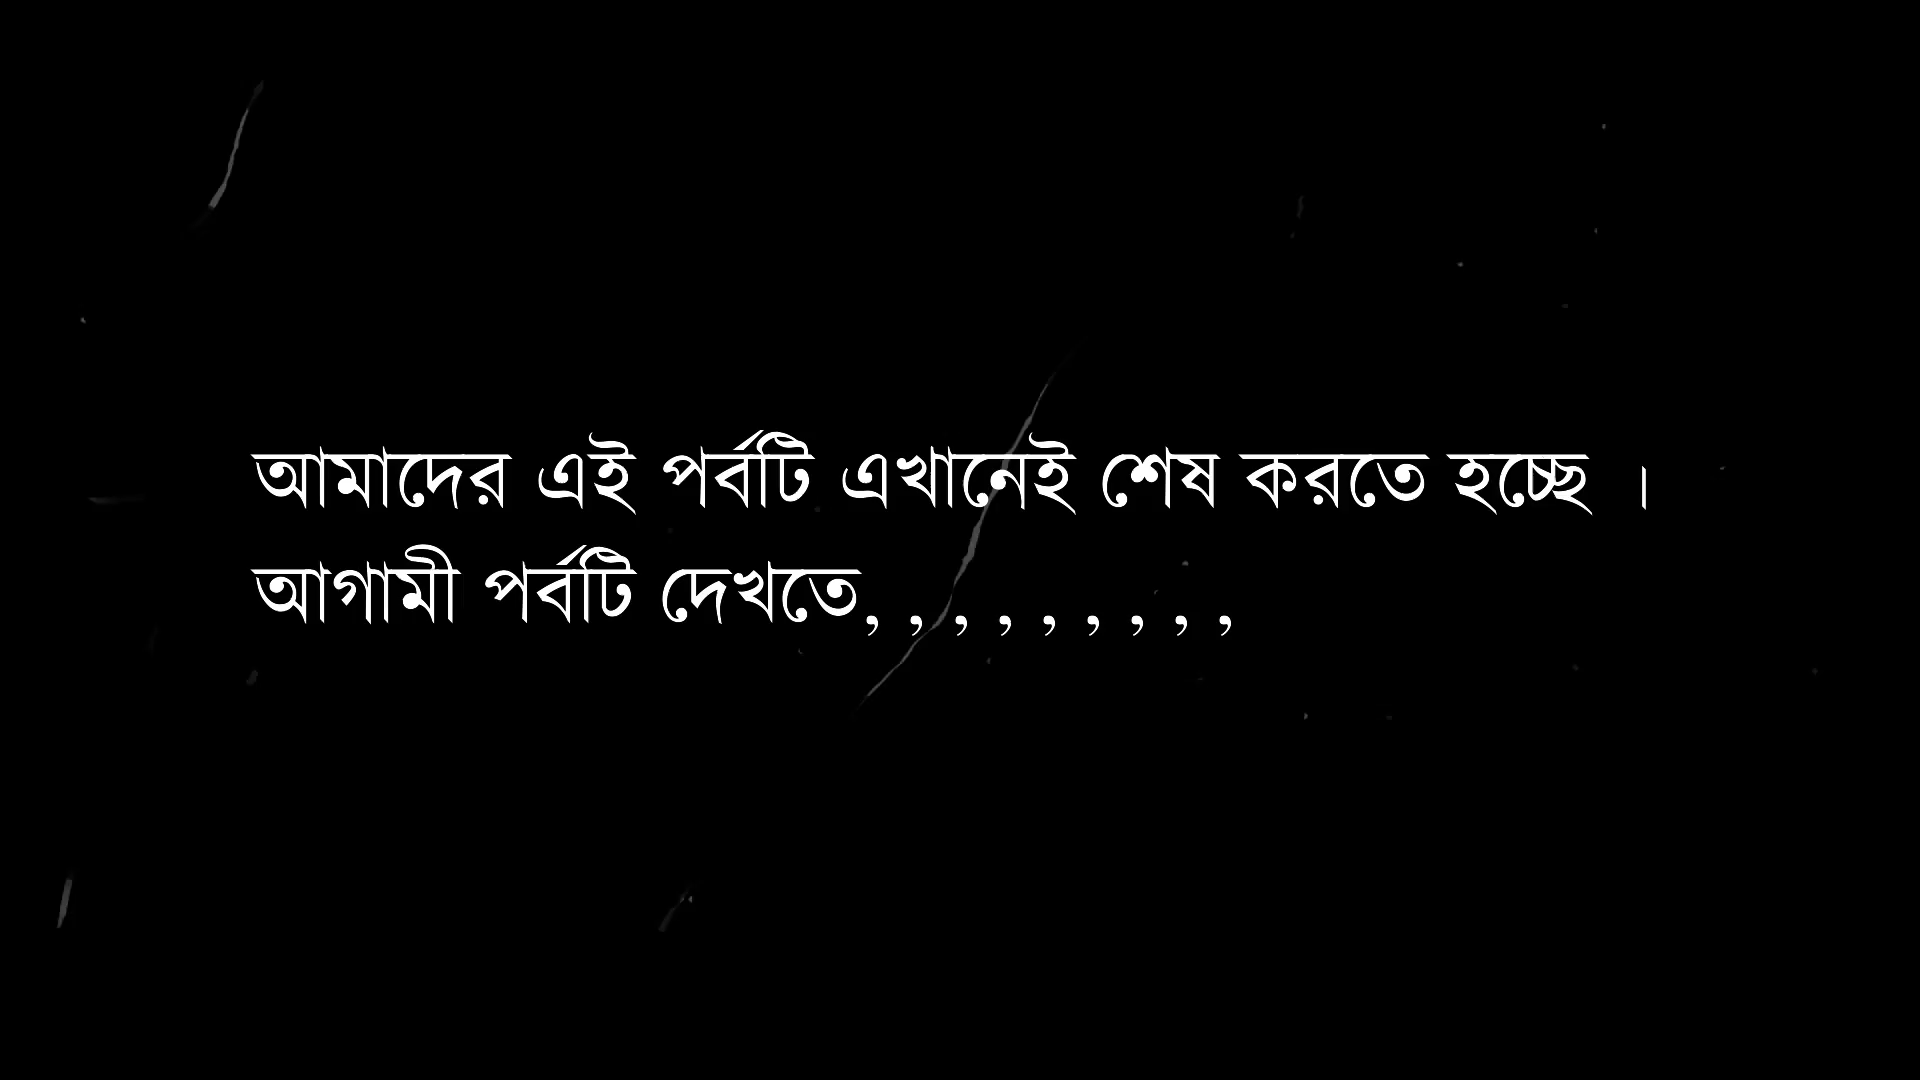 আমাদের এই পর্বটি এখানেই শেষ করতে হচ্ছে ।
আগামী পর্বটি দেখতে, , , , , , , , ,